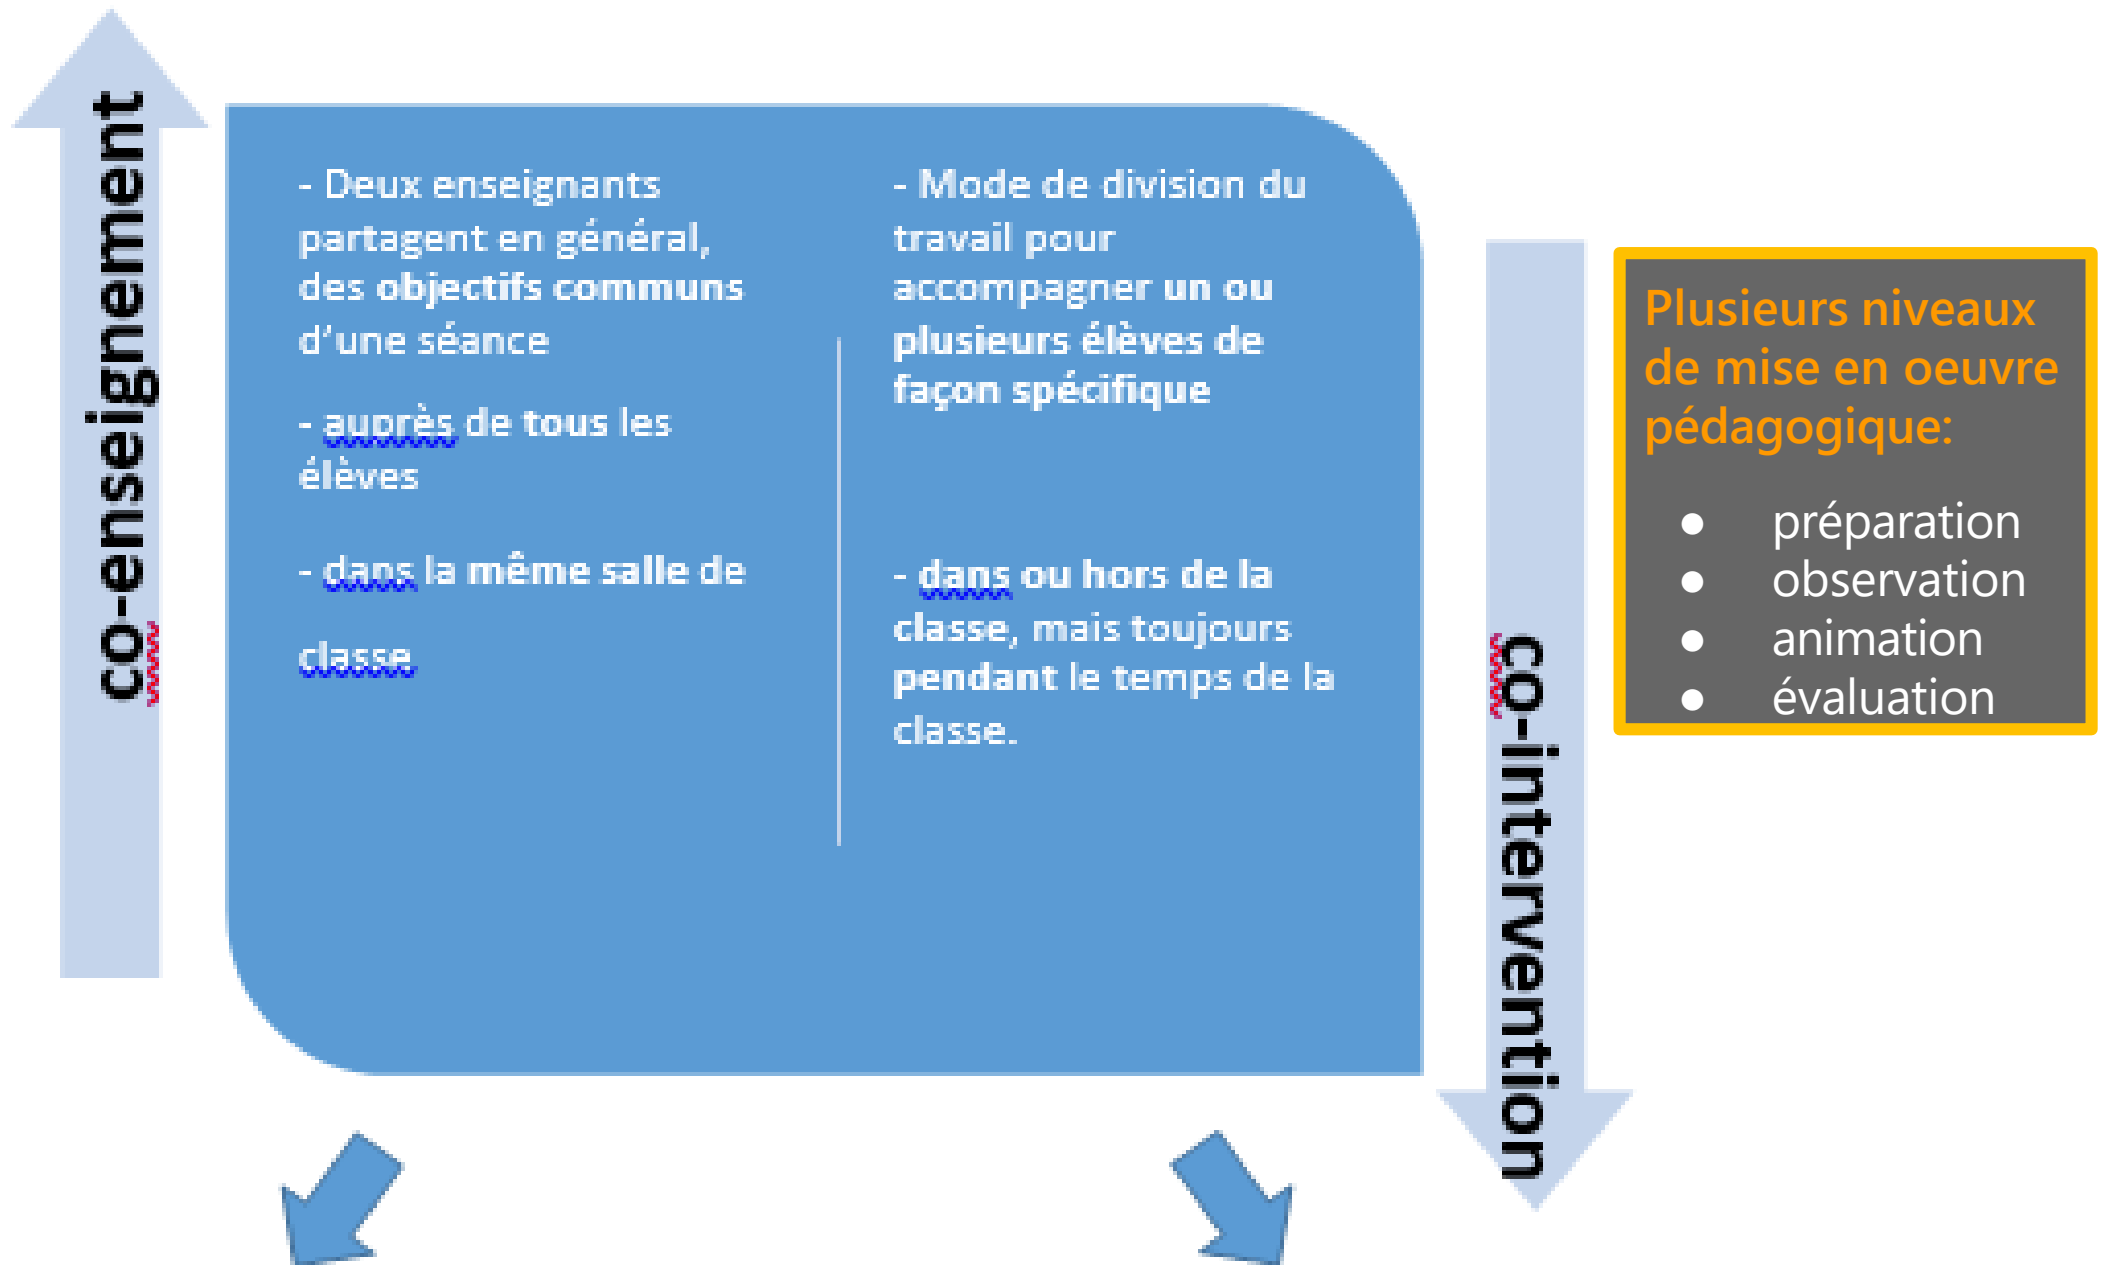 co-enseignement
- Deux enseignants
partagent en général,
des objectifs communs
d'une séance
- auprès de tous les
élèves
- dans la même salle de
classe
- Mode de division du
travail pour
accompagner un ou
plusieurs élèves de
façon spécifique
- dans ou hors de la
classe, mais toujours
pendant le temps de la
classe.
co-intervention
Plusieurs niveaux
de mise en oeuvre
pédagogique:
● préparation
● observation
● animation
● évaluation